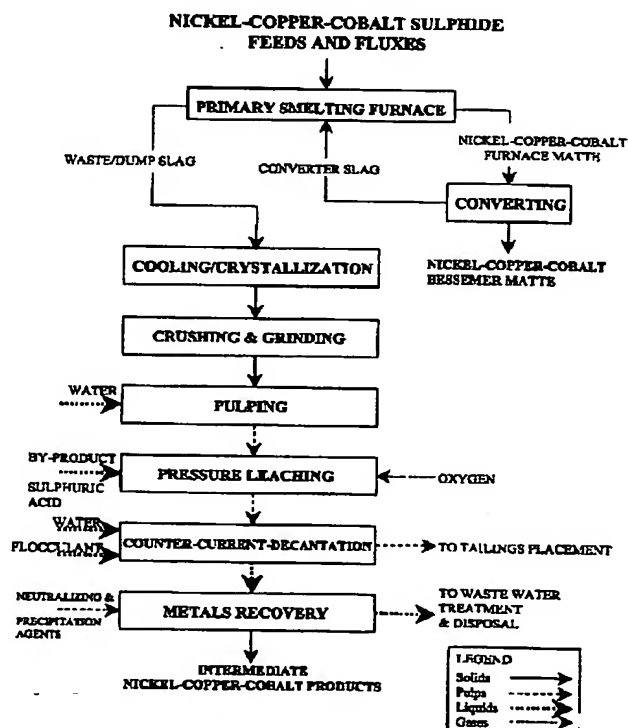 NICKEL-COPPER-COBALT SULPHIDE
FEEDS AND FLUXES
PRIMARY SMELTING FURNACE
WASTE/DUMP SLAG
CONVERTER SLAG
NICKEL-COPPER-COBALT
FURNACE MATTE
CONVERTING
NICKEL-COPPER-COBALT
BESSEMER MATTE
COOLING/CRYSTALLIZATION
CRUSHING & GRINDING
WATER
PULPING
BY-PRODUCT
SULPHURIC
ACID
PRESSURE LEACHING
OXYGEN
WATER
FLOCCULANT
COUNTER-CURRENT-DECANTATION
TO TAILINGS PLACEMENT
NEUTRALIZING &
PRECIPITATION
AGENTS
METALS RECOVERY
TO WASTE WATER
TREATMENT
& DISPOSAL
INTERMEDIATE
NICKEL-COPPER-COBALT PRODUCTS
LEGEND
Solids
Pulps
Liquids
Gases